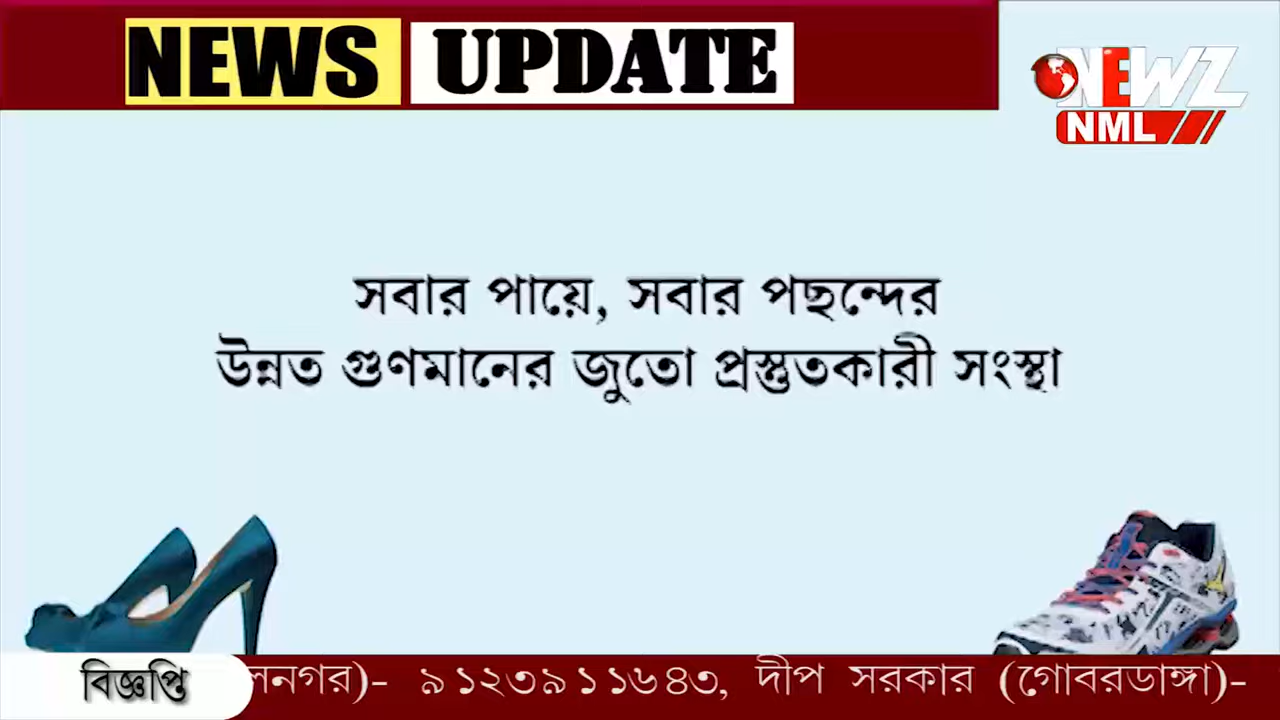 NEWS UPDATE
NEWZ
NML
সবার পায়ে, সবার পছন্দের
উন্নত গুণমানের জুতো প্রস্তুতকারী সংস্থা
বিজ্ঞপ্তি
সনগর)- ৯১২৩৯১১৬৪৩, দীপ সরকার (গোবরডাঙ্গা)-